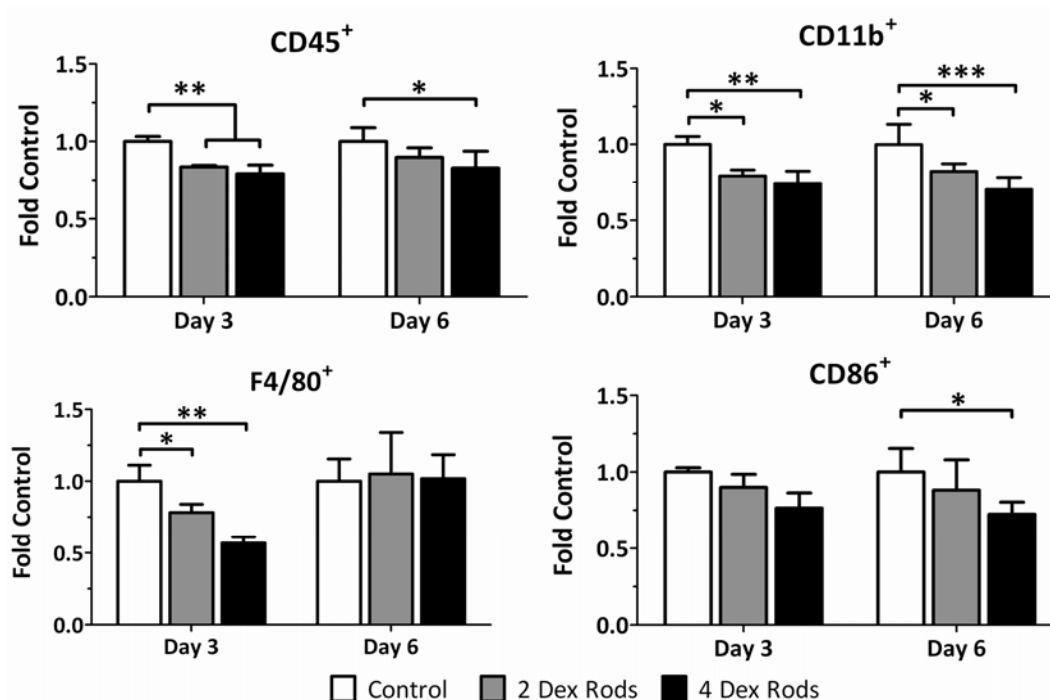 CD45+
Fold Control
1.5
1.0
0.5
0.0
**
*
Day 3
Day 6
CD11b+
Fold Control
1.5
1.0
0.5
0.0
**
*
***
*
Day 3
Day 6
F4/80+
Fold Control
1.5
1.0
0.5
0.0
**
*
Day 3
Day 6
CD86+
Fold Control
1.5
1.0
0.5
0.0
*
Day 3
Day 6
Control 2 Dex Rods 4 Dex Rods